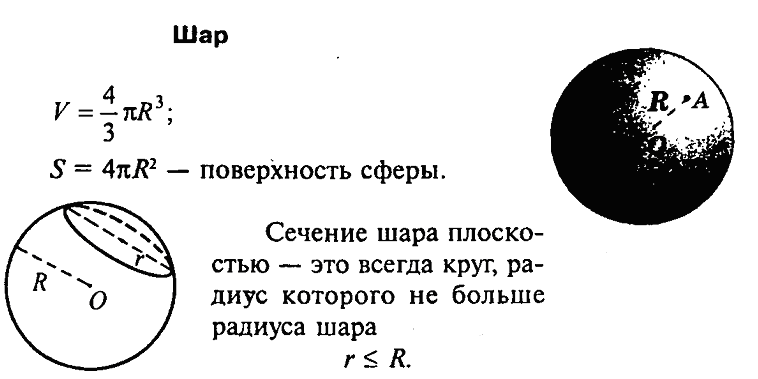 Шар
V = 4/3 πR³;
S = 4πR² — поверхность сферы.
R A
O
Сечение шара плоско-
стью — это всегда круг, ра-
диус которого не больше
радиуса шара
r ≤ R.
r
R
O